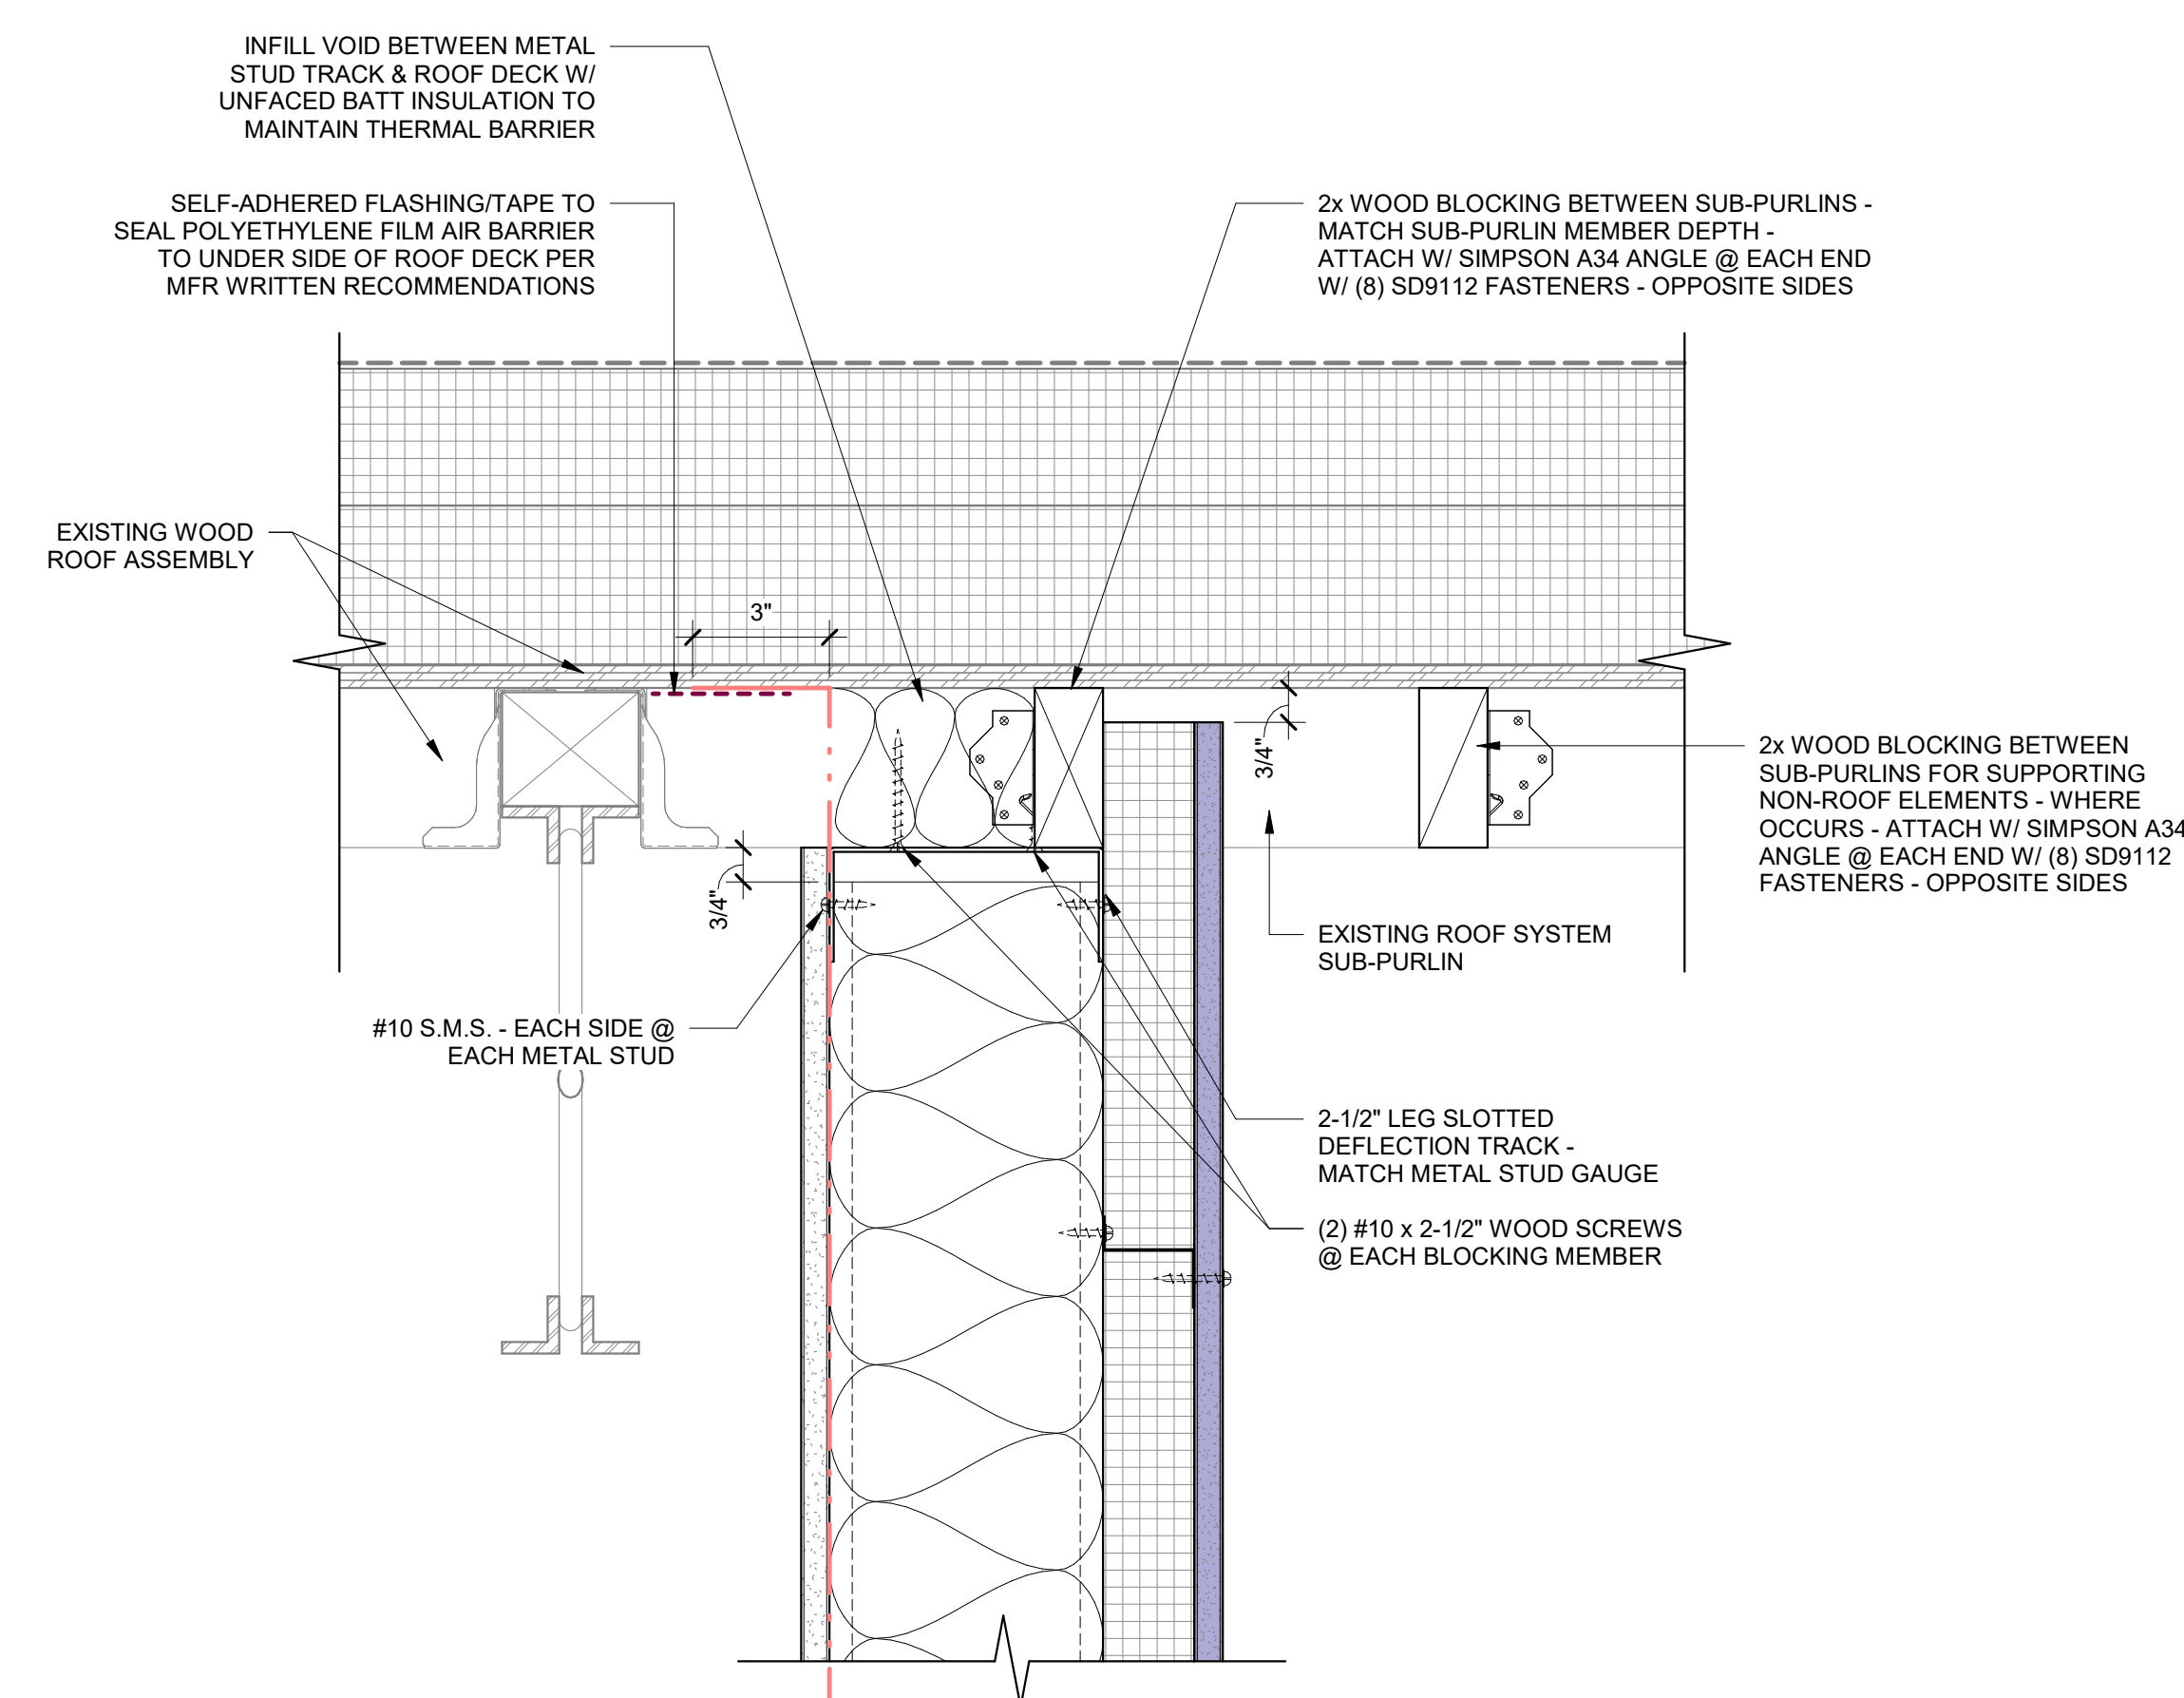 INFILL VOID BETWEEN METAL
STUD TRACK & ROOF DECK W/
UNFACED BATT INSULATION TO
MAINTAIN THERMAL BARRIER
SELF-ADHERED FLASHING/TAPE TO
SEAL POLYETHYLENE FILM AIR BARRIER
TO UNDER SIDE OF ROOF DECK PER
MFR WRITTEN RECOMMENDATIONS
2x WOOD BLOCKING BETWEEN SUB-PURLINS -
MATCH SUB-PURLIN MEMBER DEPTH -
ATTACH W/ SIMPSON A34 ANGLE @ EACH END
W/ (8) SD9112 FASTENERS - OPPOSITE SIDES
EXISTING WOOD
ROOF ASSEMBLY
3"
3/4"
2x WOOD BLOCKING BETWEEN
SUB-PURLINS FOR SUPPORTING
NON-ROOF ELEMENTS - WHERE
OCCURS - ATTACH W/ SIMPSON A34
ANGLE @ EACH END W/ (8) SD9112
FASTENERS - OPPOSITE SIDES
3/4"
EXISTING ROOF SYSTEM
SUB-PURLIN
#10 S.M.S. - EACH SIDE @
EACH METAL STUD
2-1/2" LEG SLOTTED
DEFLECTION TRACK -
MATCH METAL STUD GAUGE
(2) #10 x 2-1/2" WOOD SCREWS
@ EACH BLOCKING MEMBER